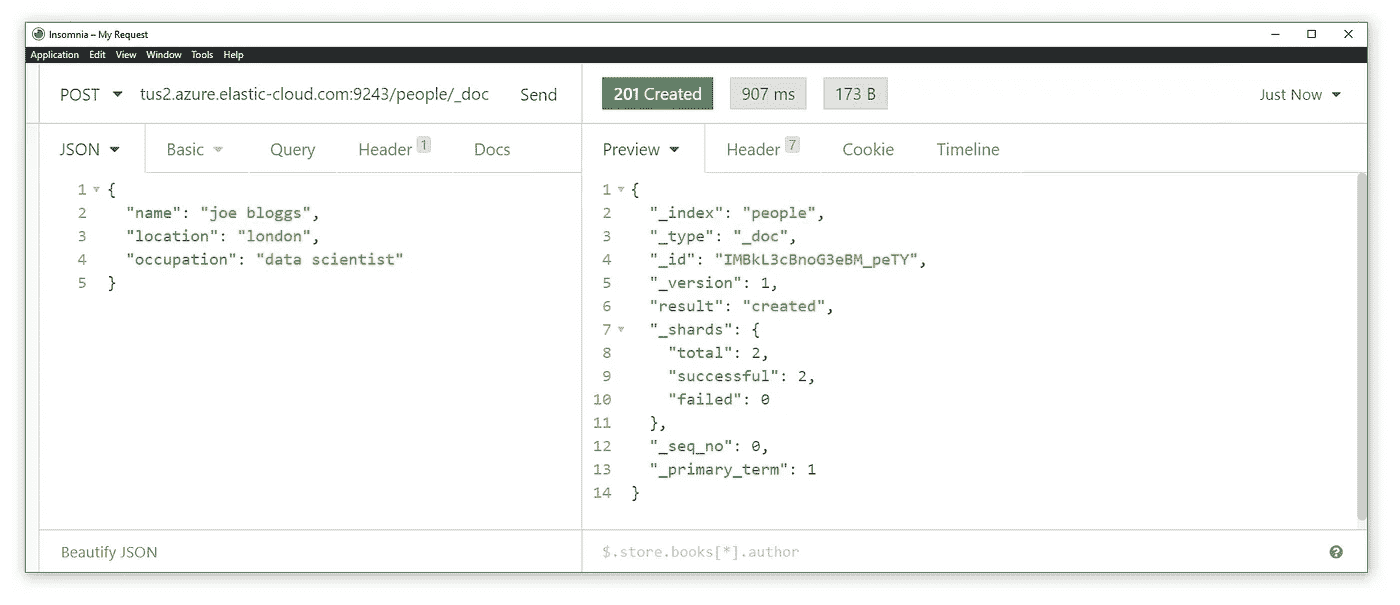 Insomnia – My Request
Application Edit View Window Tools Help
POST tus2.azure.elastic-cloud.com:9243/people/_doc Send
201 Created 907 ms 173 B Just Now
JSON Basic Query Header 1 Docs
Preview Header 7 Cookie Timeline
1 {
2 "name": "joe bloggs",
3 "location": "london",
4 "occupation": "data scientist"
5 }
1 {
2 "_index": "people",
3 "_type": "_doc",
4 "_id": "IMBkL3cBnoG3eBM_peTY",
5 "_version": 1,
6 "result": "created",
7 "_shards": {
8 "total": 2,
9 "successful": 2,
10 "failed": 0
11 },
12 "_seq_no": 0,
13 "_primary_term": 1
14 }
Beautify JSON
$.store.books[*].author